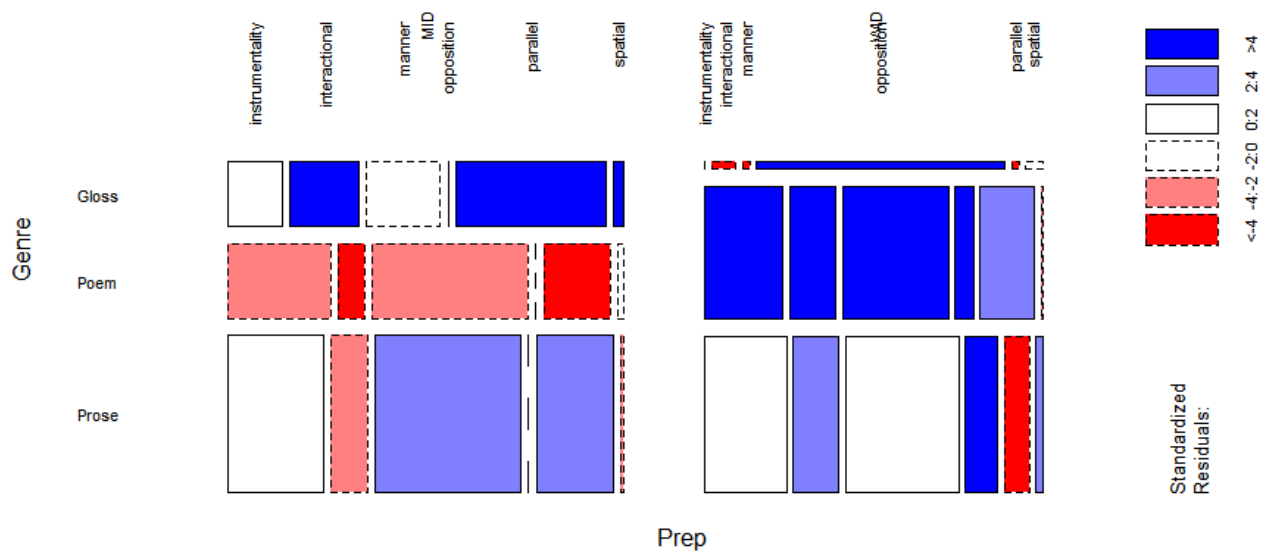 instrumentality
interactional
manner
MID
opposition
parallel
spatial
instrumentality
interactional
manner
opposition
parallel
spatial
Genre
Gloss
Poem
Prose
Prep
>4
2:4
0:2
-2:0
-4:-2
<-4
Standardized
Residuals: